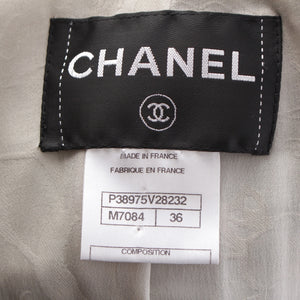 CHANEL
MADE IN FRANCE
FABRIQUE EN FRANCE
P38975V28232
M7084 36
COMPOSITION